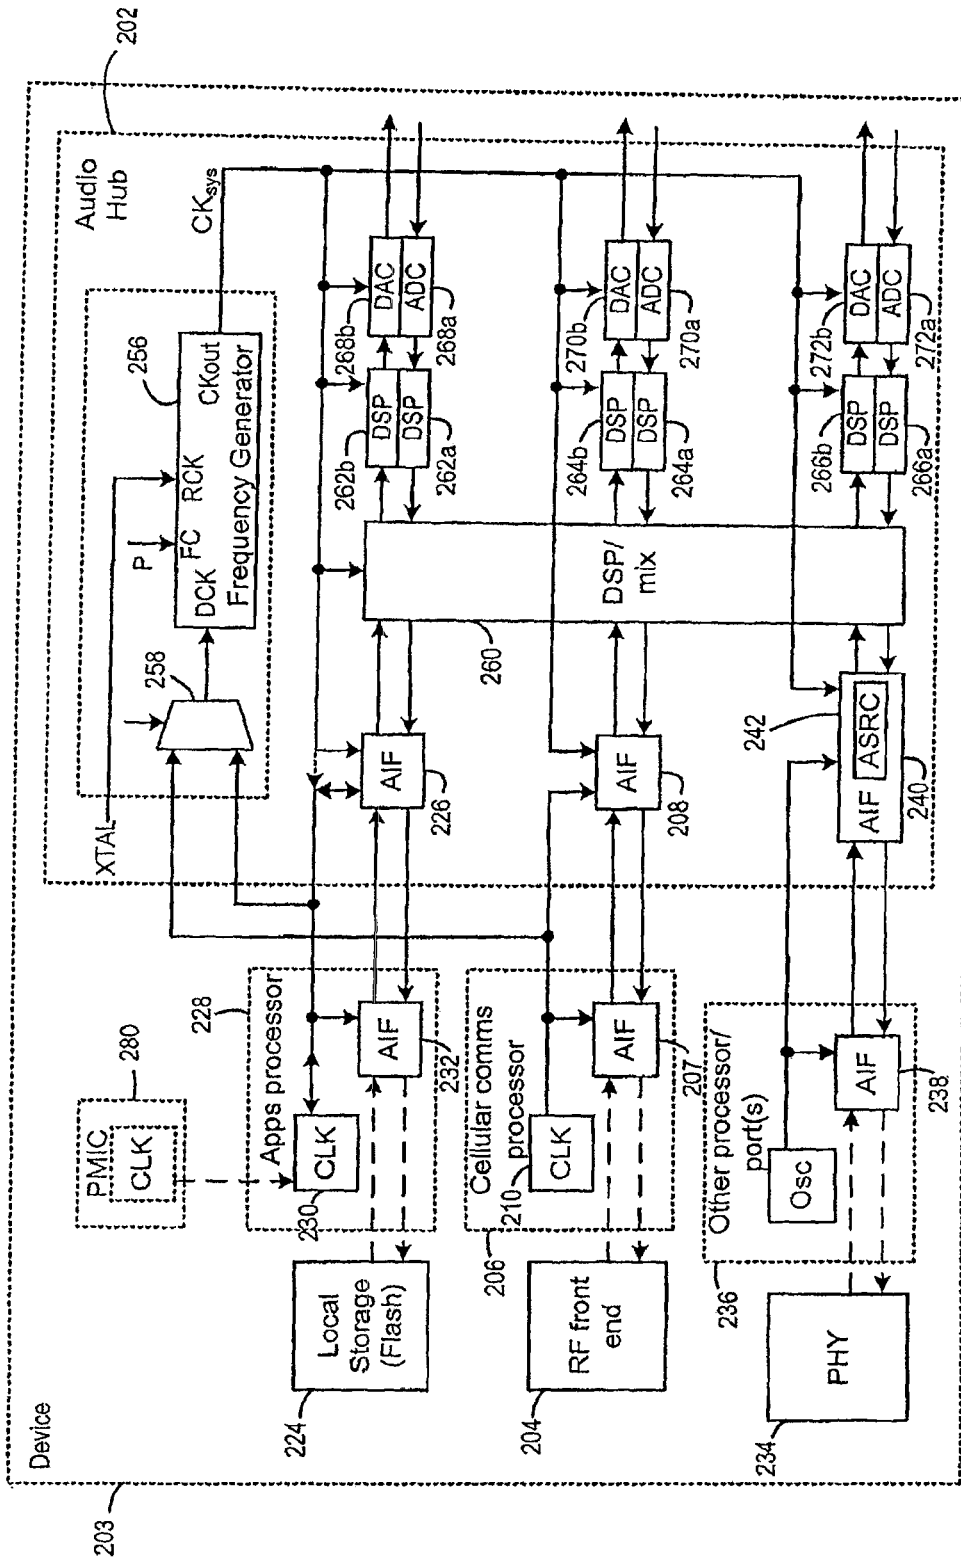 203
Device
202
Audio
Hub
280
PMIC
CLK
XTAL
258
P
256
DCK
FC
RCK
CKout
Frequency Generator
CKsys
228
Apps processor
CLK
230
AIF
232
224
Local
Storage
(Flash)
AIF
226
260
DSP/
mix
262b
DSP
DSP
262a
268b
DAC
ADC
268a
206
Cellular comms
processor
210
CLK
AIF
207
204
RF front
end
AIF
208
264b
DSP
DSP
264a
270b
DAC
ADC
270a
236
Other processor/
port(s)
Osc
AIF
238
234
PHY
242
ASRC
AIF
240
266b
DSP
DSP
266a
272b
DAC
ADC
272a